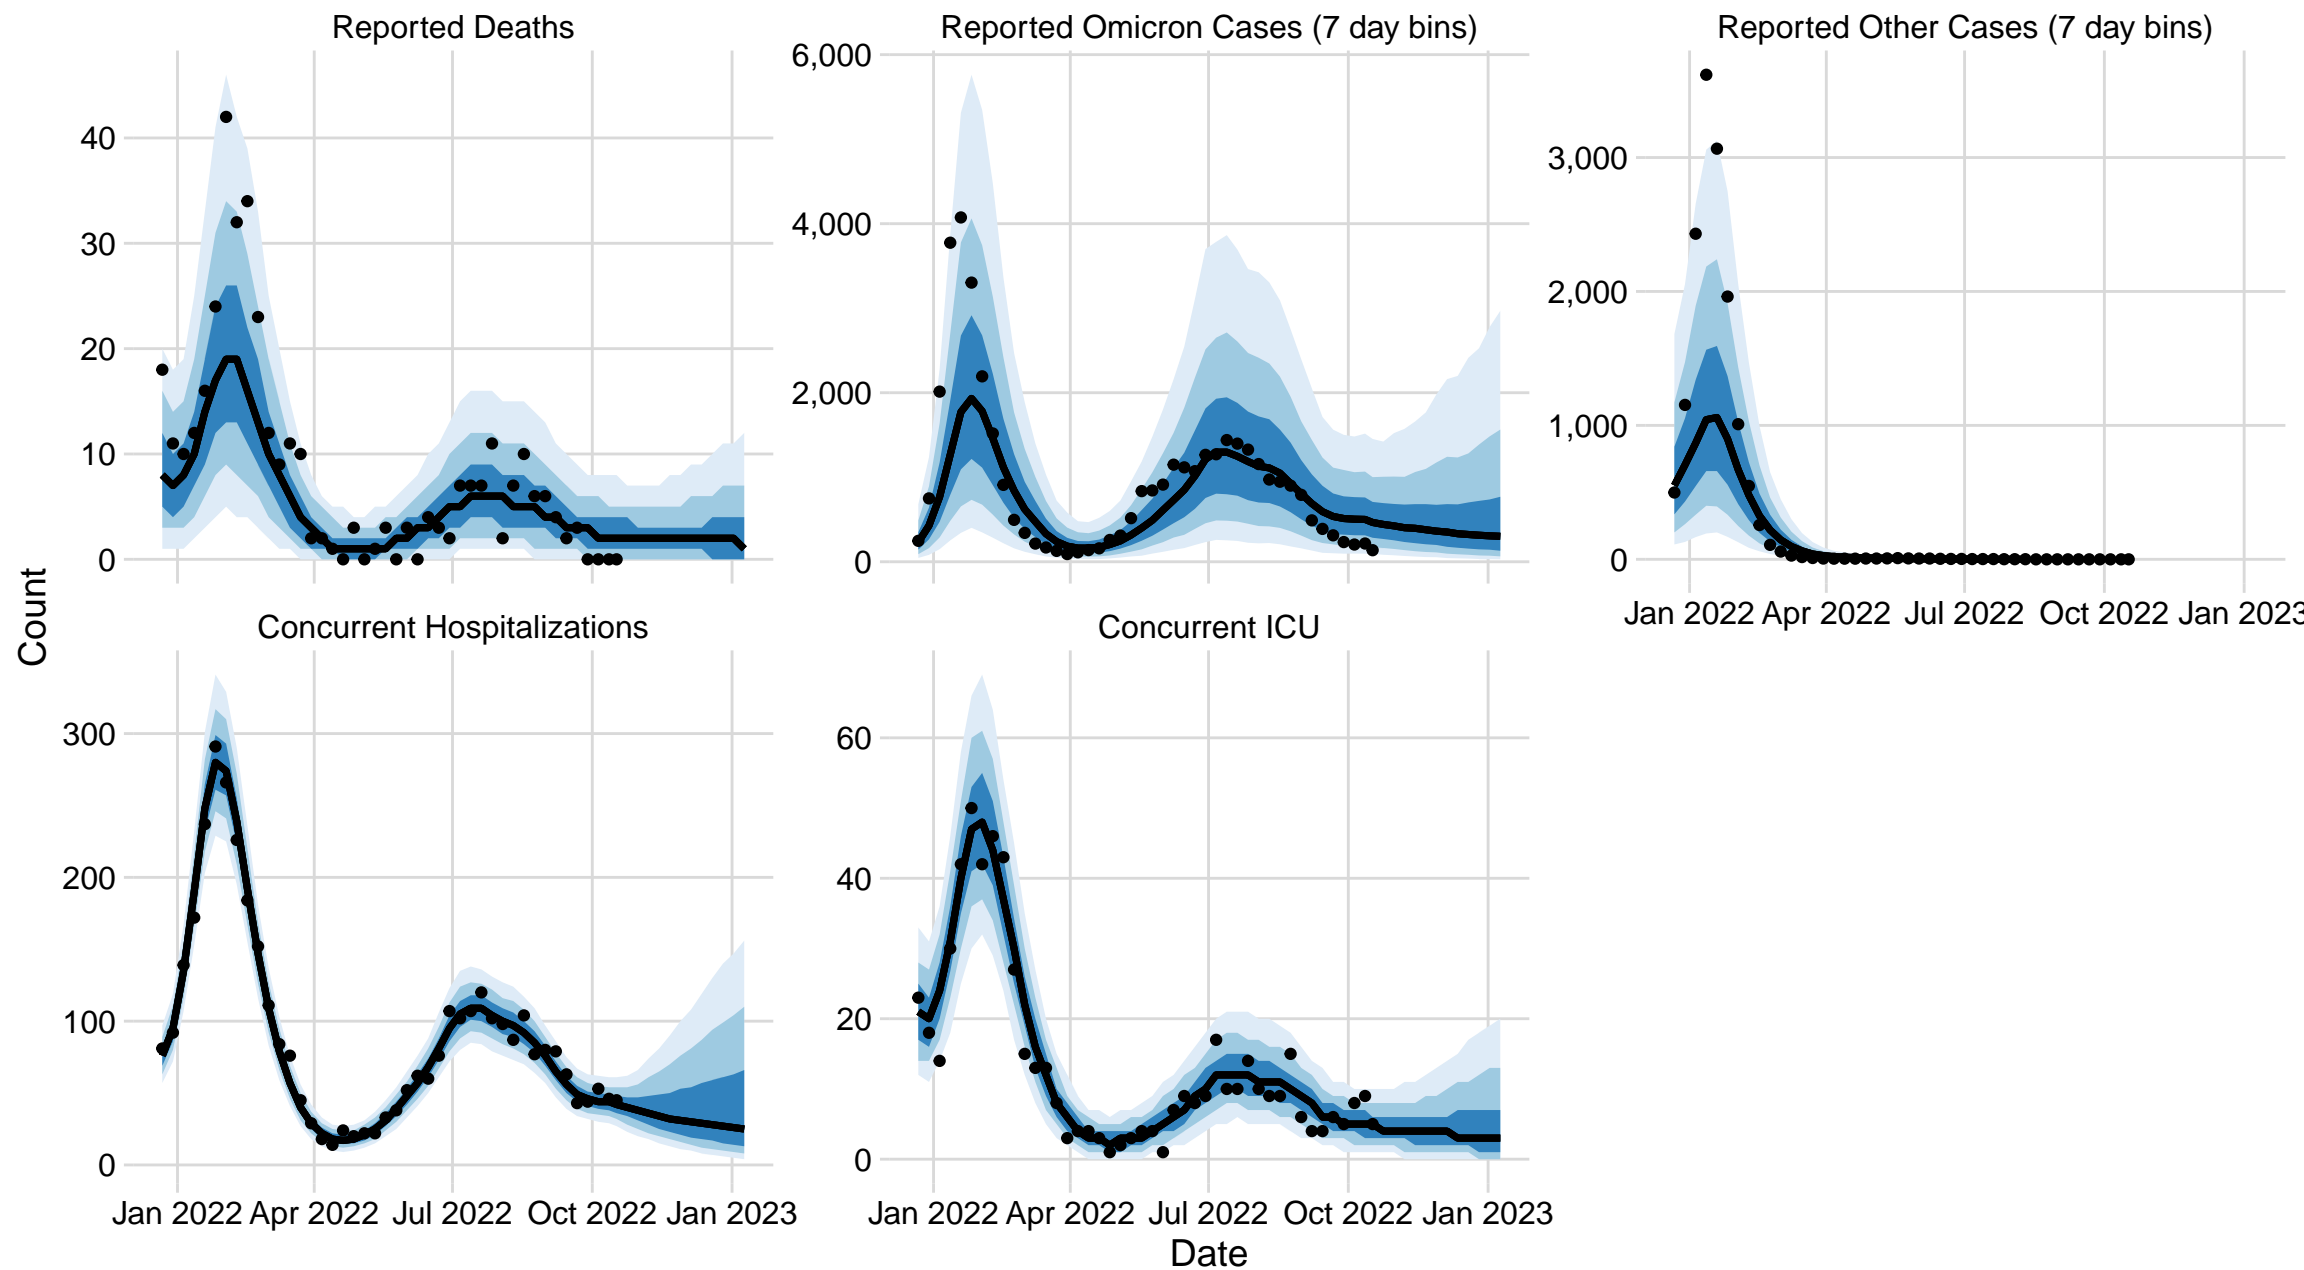 Reported Deaths
Reported Omicron Cases (7 day bins)
Reported Other Cases (7 day bins)
40
30
20
10
0
6,000
4,000
2,000
0
3,000
2,000
1,000
0
Jan 2022 Apr 2022 Jul 2022 Oct 2022 Jan 2023
Count
Concurrent Hospitalizations
Concurrent ICU
300
200
100
0
60
40
20
0
Jan 2022 Apr 2022 Jul 2022 Oct 2022 Jan 2023
Jan 2022 Apr 2022 Jul 2022 Oct 2022 Jan 2023
Date